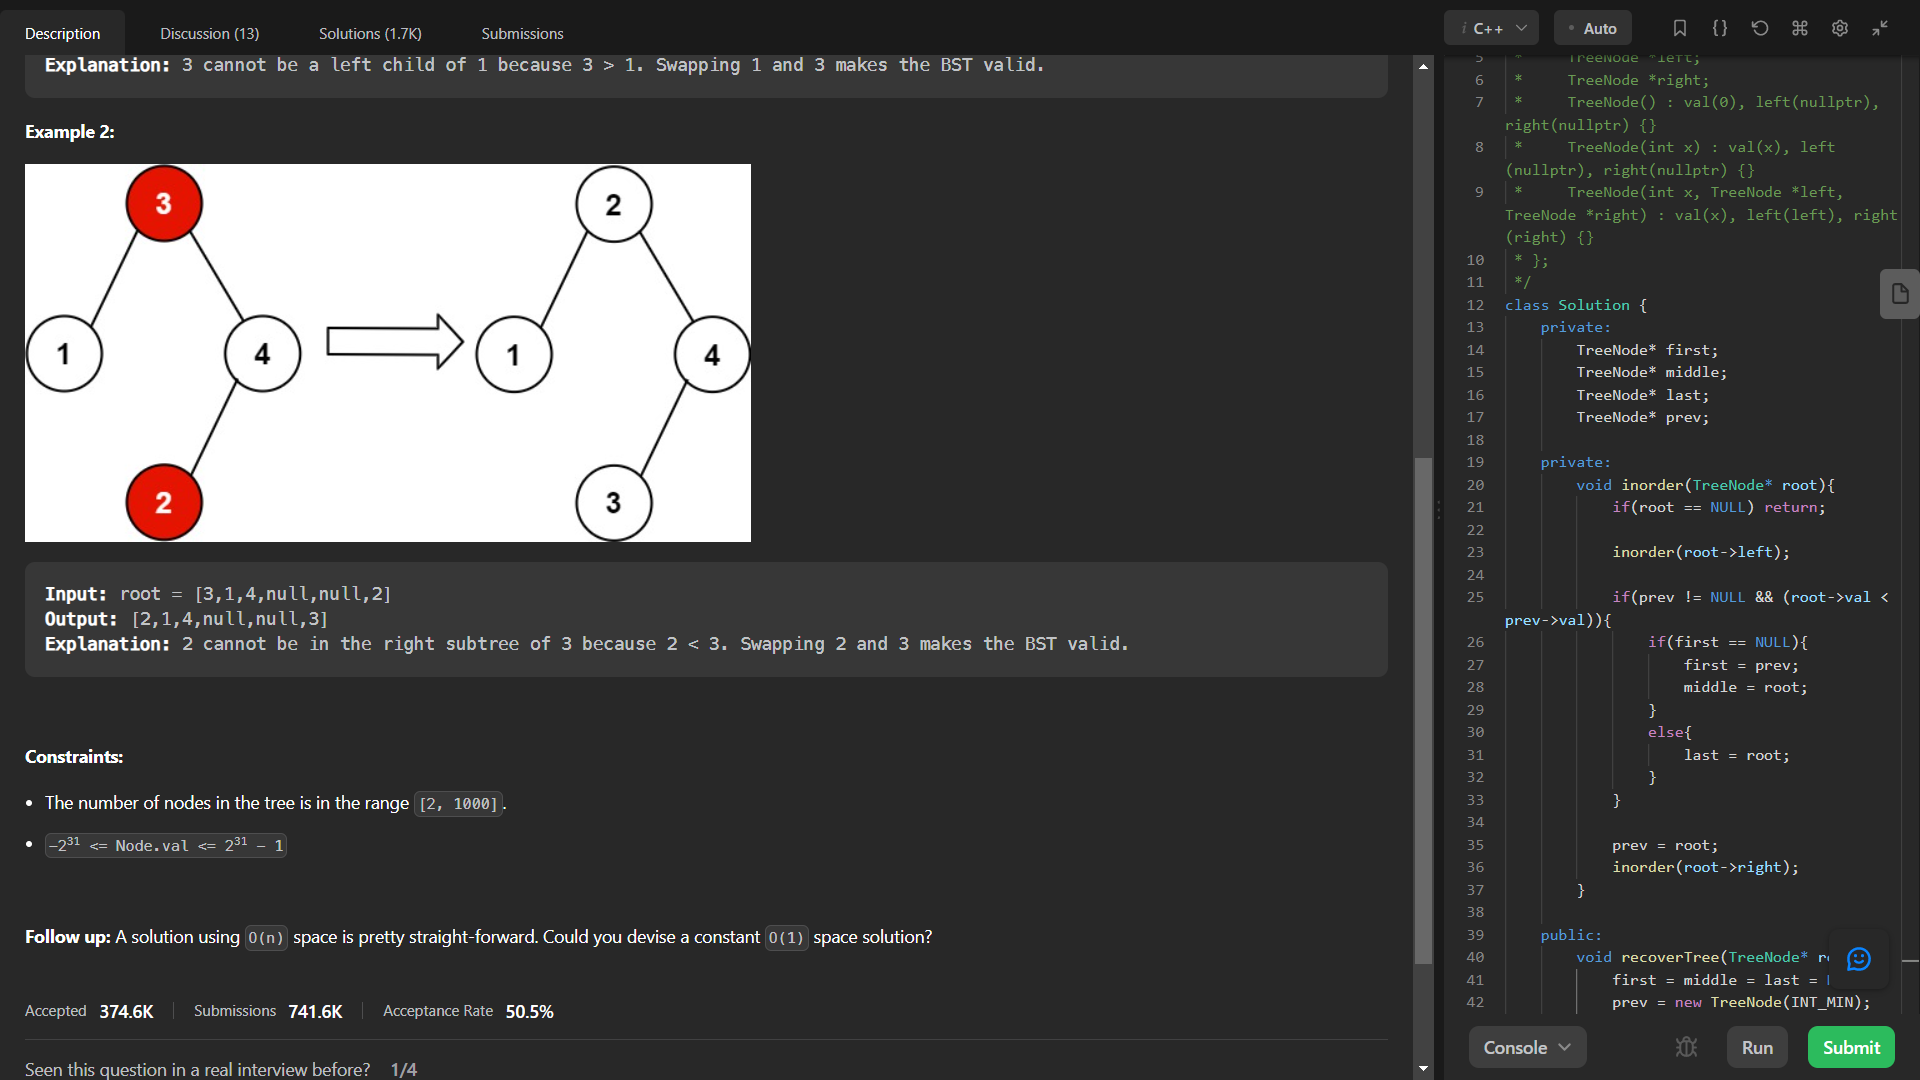 Description
Discussion (13)
Solutions (1.7K)
Submissions
i C++
Auto
Explanation: 3 cannot be a left child of 1 because 3 > 1. Swapping 1 and 3 makes the BST valid.
Example 2:
3
1
4
2
2
1
4
3
Input: root = [3,1,4,null,null,2]
Output: [2,1,4,null,null,3]
Explanation: 2 cannot be in the right subtree of 3 because 2 < 3. Swapping 2 and 3 makes the BST valid.
Constraints:
• The number of nodes in the tree is in the range [2, 1000].
• -2³¹ <= Node.val <= 2³¹ - 1
Follow up: A solution using O(n) space is pretty straight-forward. Could you devise a constant O(1) space solution?
Accepted 374.6K
Submissions 741.6K
Acceptance Rate 50.5%
Seen this question in a real interview before? 1/4
5 * TreeNode *left;
6 * TreeNode *right;
7 * TreeNode() : val(0), left(nullptr),
right(nullptr) {}
8 * TreeNode(int x) : val(x), left
(nullptr), right(nullptr) {}
9 * TreeNode(int x, TreeNode *left,
TreeNode *right) : val(x), left(left), right
(right) {}
10 * };
11 */
12 class Solution {
13 private:
14 TreeNode* first;
15 TreeNode* middle;
16 TreeNode* last;
17 TreeNode* prev;
18
19 private:
20 void inorder(TreeNode* root){
21 if(root == NULL) return;
22
23 inorder(root->left);
24
25 if(prev != NULL && (root->val <
prev->val)){
26 if(first == NULL){
27 first = prev;
28 middle = root;
29 }
30 else{
31 last = root;
32 }
33 }
34
35 prev = root;
36 inorder(root->right);
37 }
38
39 public:
40 void recoverTree(TreeNode*
41 first = middle = last =
42 prev = new TreeNode(INT_MIN);
Console
Run
Submit